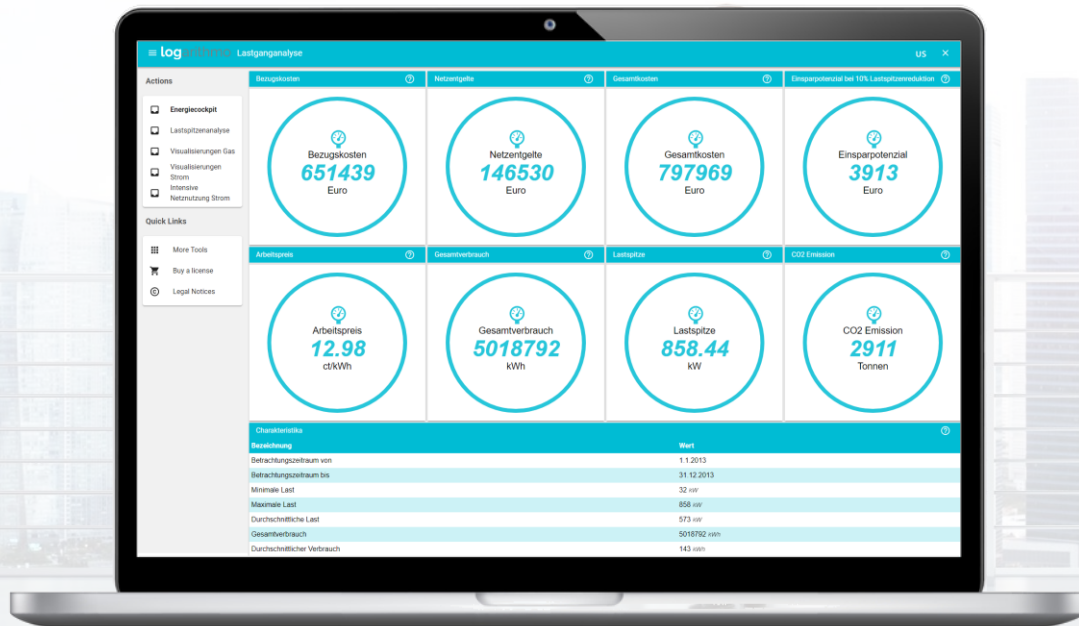 logarithmo Lastganganalyse
US ×
Actions
Energiecockpit
Lastspitzenanalyse
Visualisierungen Gas
Visualisierungen
Strom
Intensive
Netznutzung Strom
Quick Links
More Tools
Buy a license
Legal Notices
Bezugskosten
Netzentgelte
Gesamtkosten
Einsparpotenzial bei 10% Lastspitzenreduktion
Bezugskosten
651439
Euro
Netzentgelte
146530
Euro
Gesamtkosten
797969
Euro
Einsparpotenzial
3913
Euro
Arbeitspreis
Gesamtverbrauch
Lastspitze
CO2 Emission
Arbeitspreis
12.98
ct/kWh
Gesamtverbrauch
5018792
kWh
Lastspitze
858.44
kW
CO2 Emission
2911
Tonnen
Charakteristika
Bezeichnung Wert
Betrachtungszeitraum von 1.1.2013
Betrachtungszeitraum bis 31.12.2013
Minimale Last 32 kW
Maximale Last 858 kW
Durchschnittliche Last 573 kW
Gesamtverbrauch 5018792 kWh
Durchschnittlicher Verbrauch 143 kWh